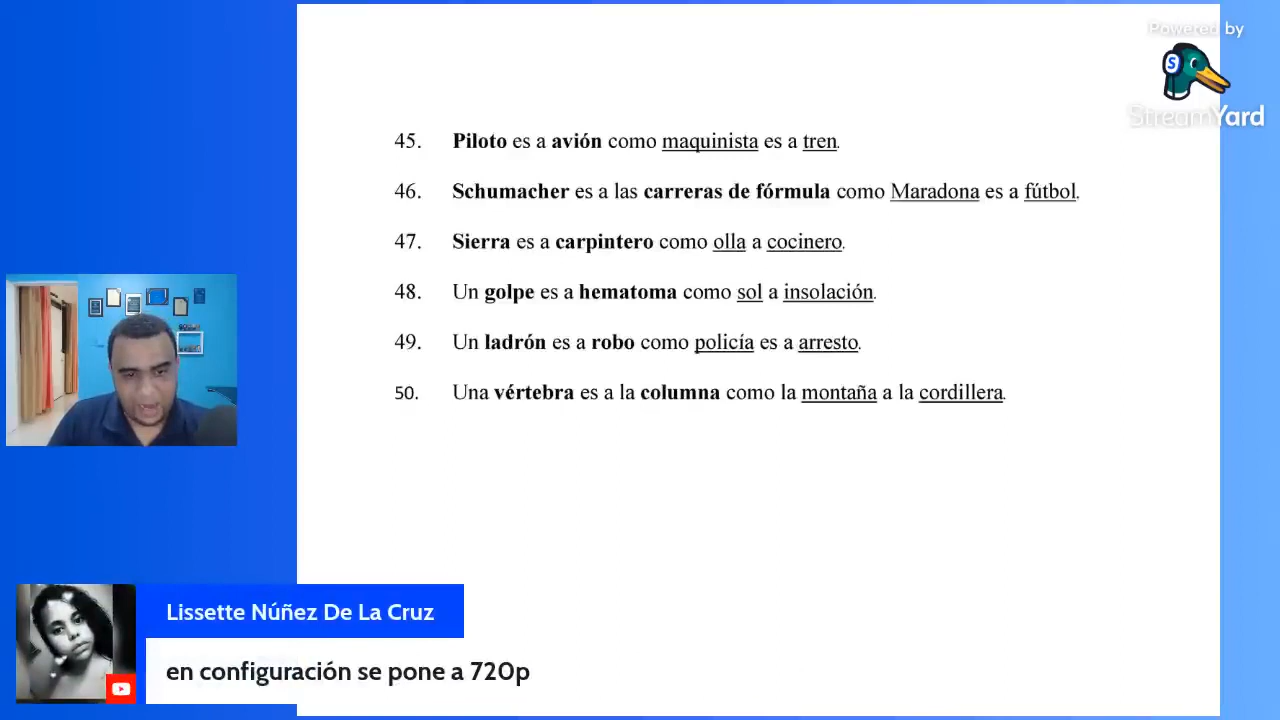 Powered by
StreamYard
45. Piloto es a avión como maquinista es a tren.
46. Schumacher es a las carreras de fórmula como Maradona es a fútbol.
47. Sierra es a carpintero como olla a cocinero.
48. Un golpe es a hematoma como sol a insolación.
49. Un ladrón es a robo como policía es a arresto.
50. Una vértebra es a la columna como la montaña a la cordillera.
Lissette Núñez De La Cruz
en configuración se pone a 720p